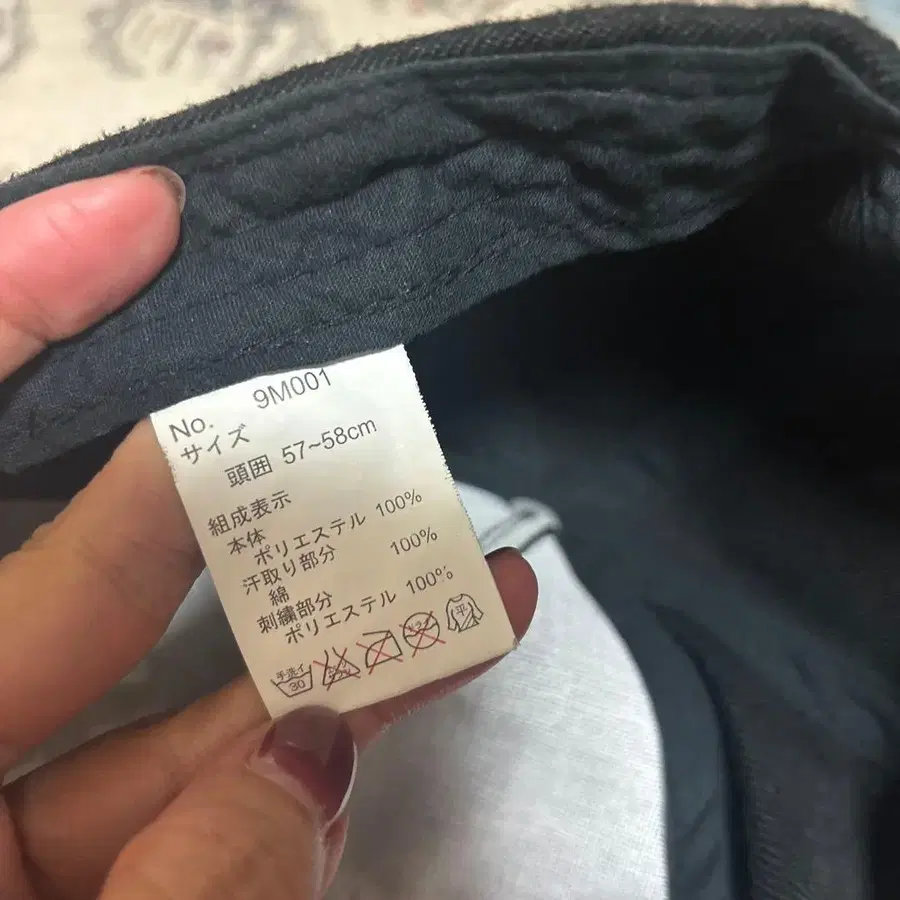 No. 9M001
サイズ
頭囲 57~58cm
組成表示
本体
ポリエステル 100%
汗取り部分
綿 100%
刺繍部分
ポリエステル 100%
手洗イ
30
平